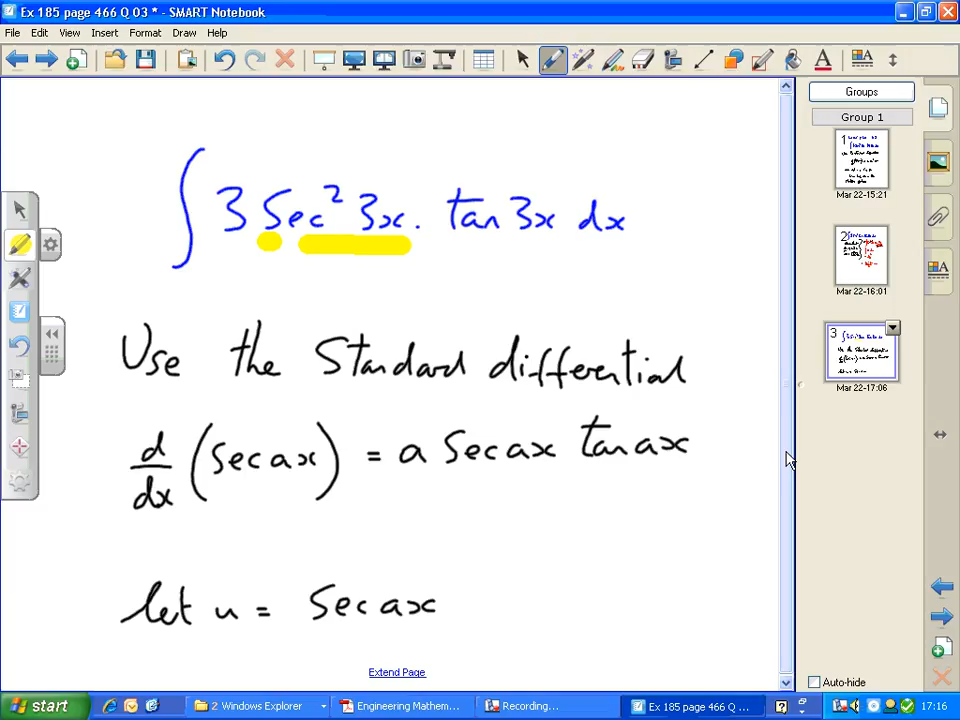 Ex 185 page 466 Q 03 * - SMART Notebook
File Edit View Insert Format Draw Help
∫ 3 Sec² 3x . tan 3x dx
Use the Standard differential
d/dx (Sec ax) = a Sec ax tan ax
let u = Sec ax
Extend Page
Groups
Group 1
1
Mar 22-15:21
2
Mar 22-16:01
3
Mar 22-17:06
Auto-hide
start
2 Windows Explorer
Engineering Mathem...
Recording...
Ex 185 page 466 Q ...
17:16